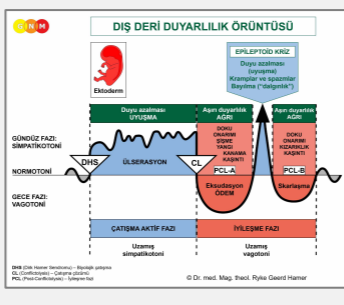 GNM
DIŞ DERİ DUYARLILIK ÖRÜNTÜSÜ
Ektoderm
EPİLEPTOİD KRİZ
Duyu azalması
(uyuşma)
Kramplar ve spazmlar
Bayılma ("dalgınlık")
Duyu azalması
UYUŞMA
Aşırı duyarlılık
AĞRI
Aşırı duyarlılık
AĞRI
GÜNDÜZ FAZI:
SİMPATİKOTONİ
ÜLSERASYON
DOKU
ONARIMI
ŞİŞME
YANGI
KANAMA
KAŞINTI
DOKU
ONARIMI
KIZARIKLIK
KAŞINTI
NORMOTONİ
DHS
CL
PCL-A
PCL-B
GECE FAZI:
VAGOTONİ
Eksudasyon
ÖDEM
Skarlaşma
ÇATIŞMA AKTİF FAZI
İYİLEŞME FAZI
Uzamış
simpatikotoni
Uzamış
vagotoni
DHS (Dirk Hamer Sendromu) – Biyolojik çatışma
CL (Conflictolysis) – Çatışma çözümü
PCL (Post-Conflictolysis) – İyileşme fazı
© Dr. med. Mag. theol. Ryke Geerd Hamer